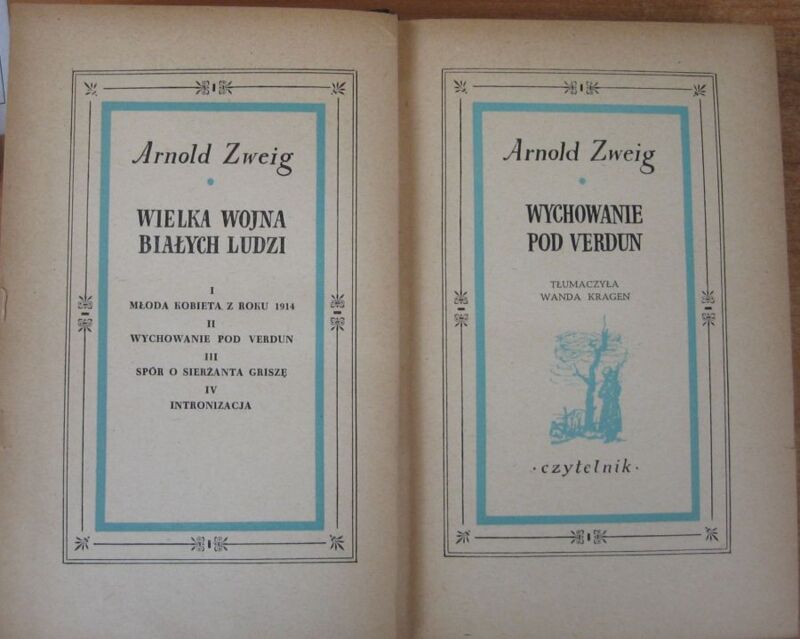 Arnold Zweig
WIELKA WOJNA
BIAŁYCH LUDZI
I
MŁODA KOBIETA Z ROKU 1914
II
WYCHOWANIE POD VERDUN
III
SPÓR O SIERŻANTA GRISZĘ
IV
INTRONIZACJA
Arnold Zweig
WYCHOWANIE
POD VERDUN
TŁUMACZYŁA
WANDA KRAGEN
·czytelnik·